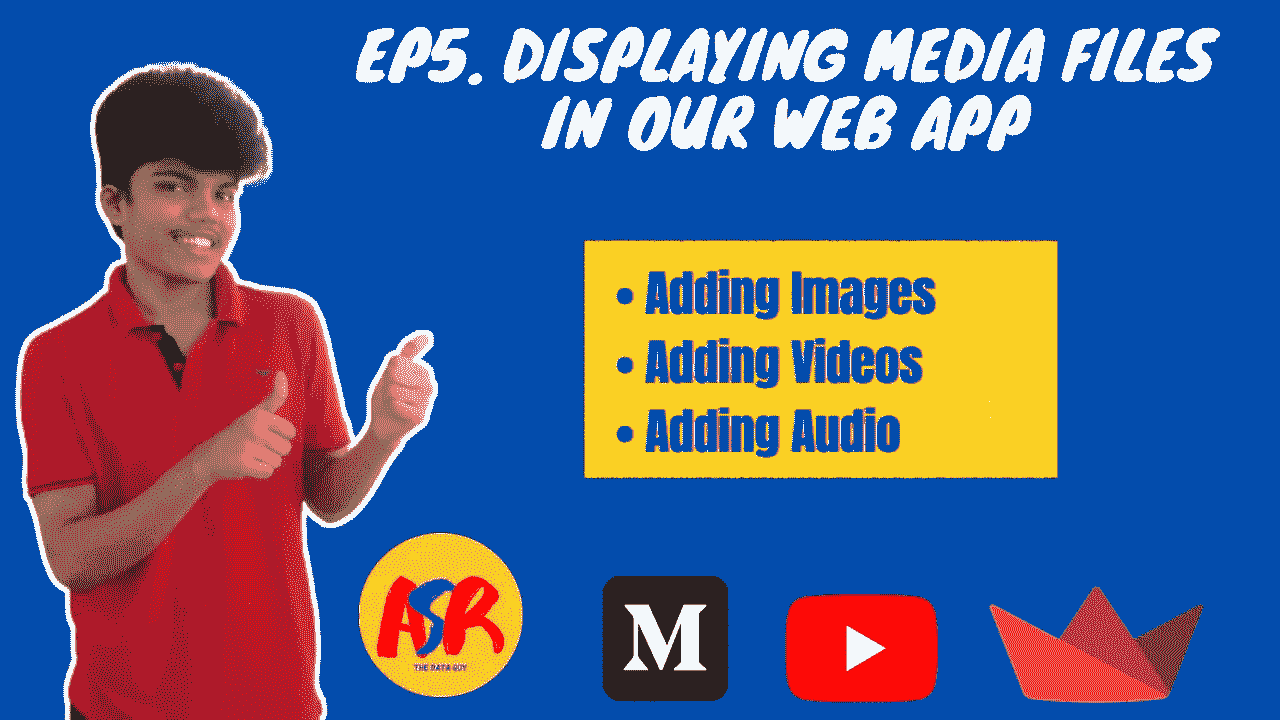 EP5. DISPLAYING MEDIA FILES
IN OUR WEB APP
• Adding Images
• Adding Videos
• Adding Audio
ASR
THE DATA GUY
M